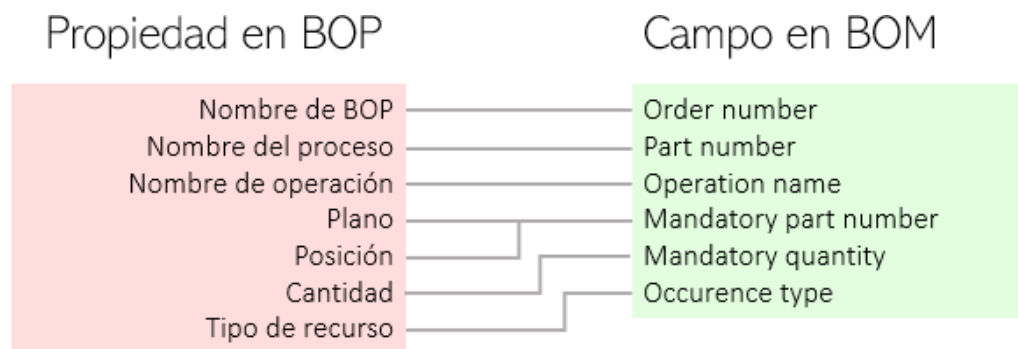 Propiedad en BOP
Campo en BOM
Nombre de BOP
Order number
Nombre del proceso
Part number
Nombre de operación
Operation name
Plano
Mandatory part number
Posición
Mandatory quantity
Cantidad
Occurence type
Tipo de recurso